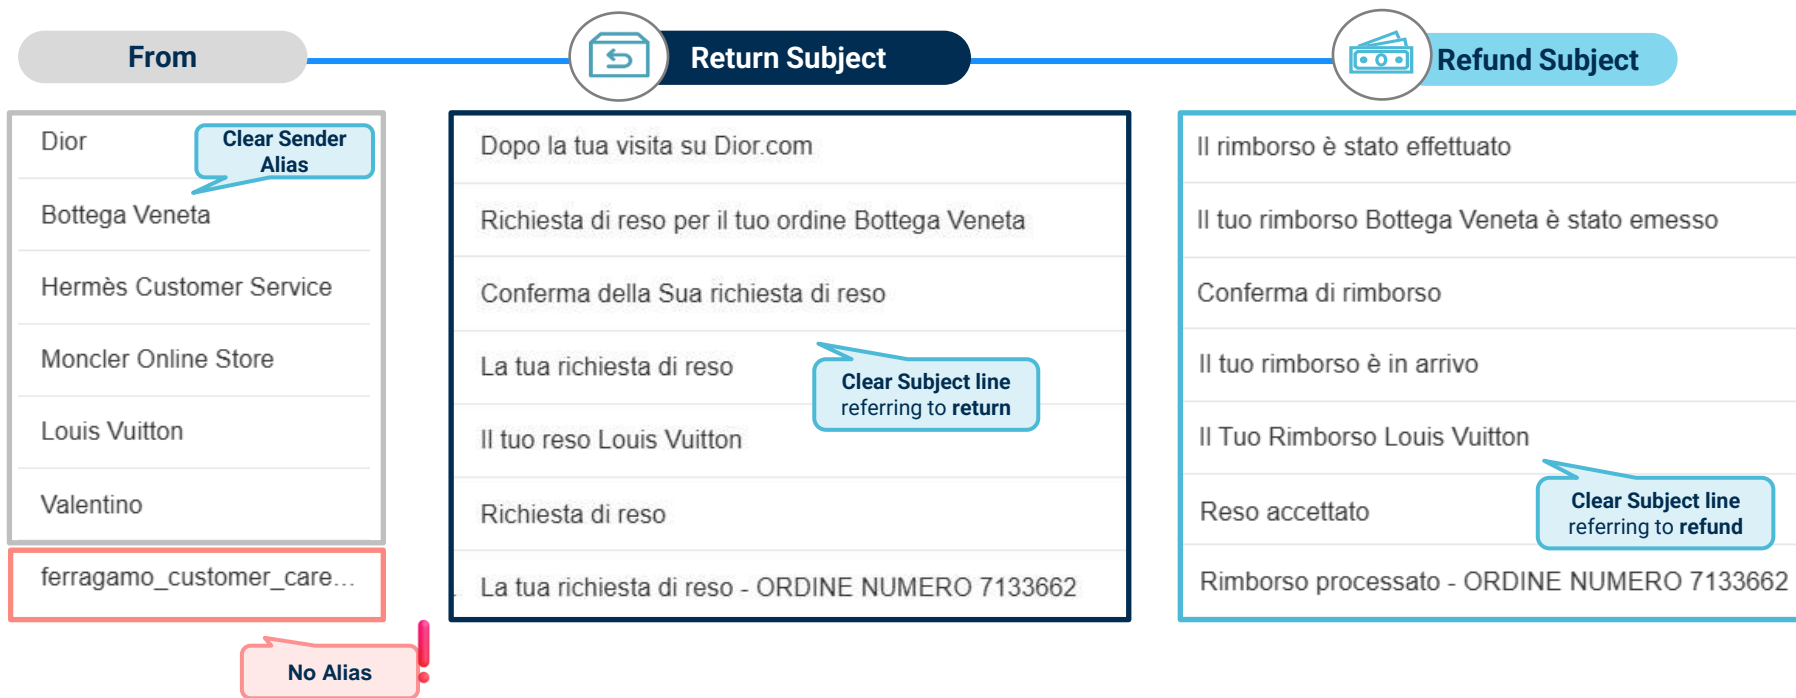 From
Return Subject
Refund Subject
Dior
Clear Sender
Alias
Bottega Veneta
Hermès Customer Service
Moncler Online Store
Louis Vuitton
Valentino
ferragamo_customer_care...
No Alias
Dopo la tua visita su Dior.com
Richiesta di reso per il tuo ordine Bottega Veneta
Conferma della Sua richiesta di reso
La tua richiesta di reso
Clear Subject line
referring to return
Il tuo reso Louis Vuitton
Richiesta di reso
La tua richiesta di reso - ORDINE NUMERO 7133662
Il rimborso è stato effettuato
Il tuo rimborso Bottega Veneta è stato emesso
Conferma di rimborso
Il tuo rimborso è in arrivo
Il Tuo Rimborso Louis Vuitton
Clear Subject line
referring to refund
Reso accettato
Rimborso processato - ORDINE NUMERO 7133662